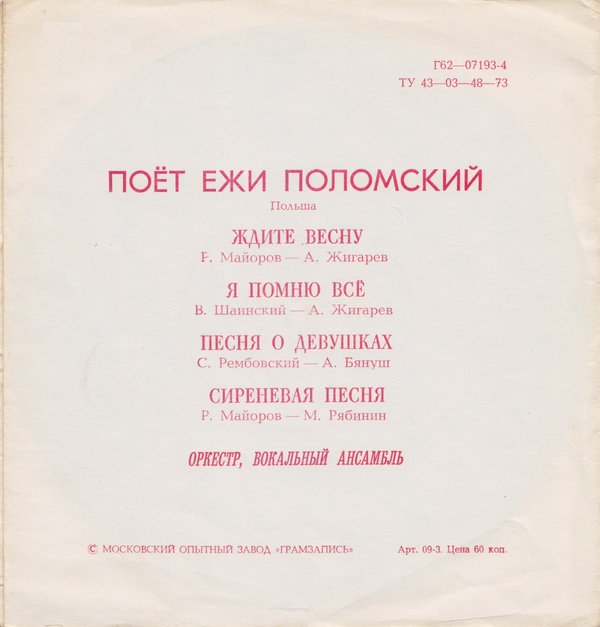 Г62—07193-4
ТУ 43—03—48—73
ПОЁТ ЕЖИ ПОЛОМСКИЙ
Польша
ЖДИТЕ ВЕСНУ
Р. Майоров — А. Жигарев
Я ПОМНЮ ВСЁ
В. Шаинский — А. Жигарев
ПЕСНЯ О ДЕВУШКАХ
С. Рембовский — А. Бянуш
СИРЕНЕВАЯ ПЕСНЯ
Р. Майоров — М. Рябинин
ОРКЕСТР, ВОКАЛЬНЫЙ АНСАМБЛЬ
© МОСКОВСКИЙ ОПЫТНЫЙ ЗАВОД «ГРАМЗАПИСЬ» Арт. 09-3. Цена 60 коп.